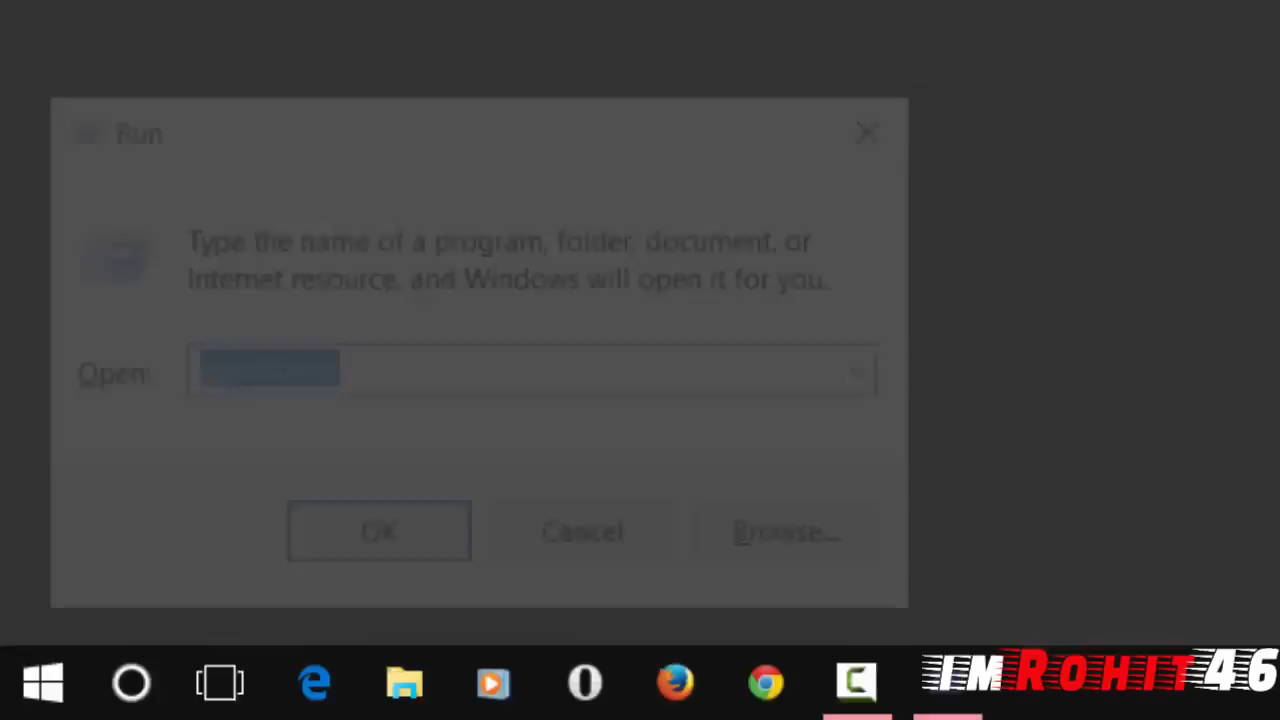 Run
Type the name of a program, folder, document, or
Internet resource, and Windows will open it for you.
Open:
OK
Cancel
Browse...
IMROHIT46